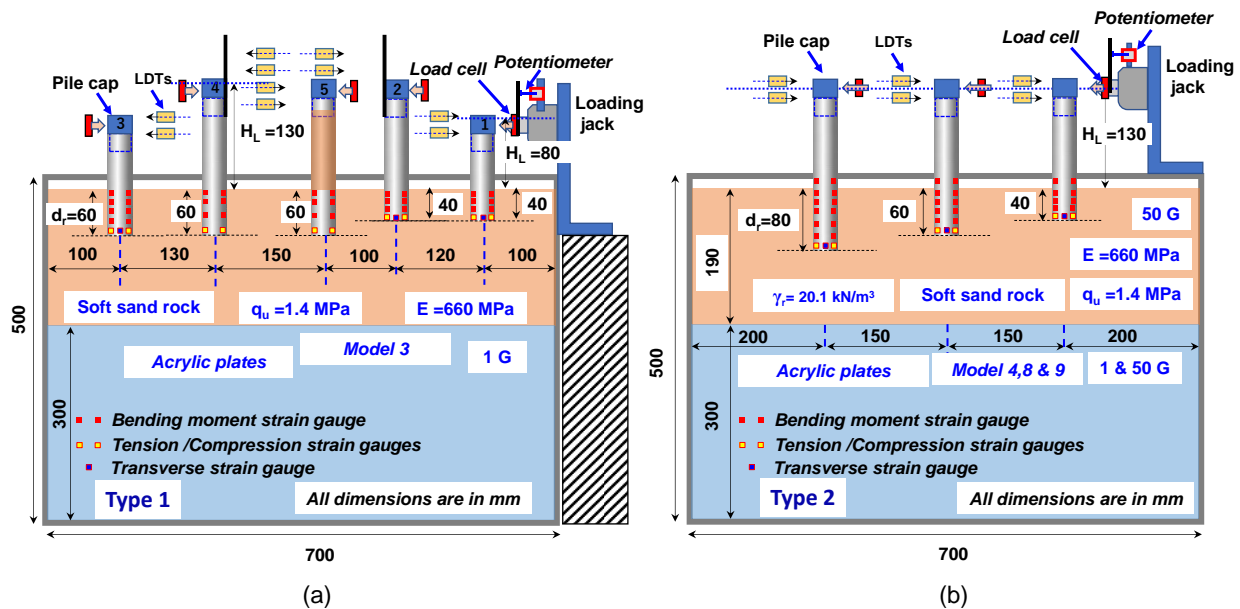 Potentiometer
Load cell
LDTs
Pile cap
Loading
jack
3
4
5
2
1
H_L =130
H_L =80
d_r=60
60
60
40
40
100
130
150
100
120
100
Soft sand rock
q_u =1.4 MPa
E =660 MPa
Model 3
Acrylic plates
1 G
500
300
Bending moment strain gauge
Tension /Compression strain gauges
Transverse strain gauge
Type 1
All dimensions are in mm
700
(a)
Potentiometer
Load cell
Pile cap
LDTs
Loading
jack
H_L =130
d_r=80
60
40
50 G
E =660 MPa
190
γ_r= 20.1 kN/m³
Soft sand rock
q_u =1.4 MPa
200
150
150
200
Acrylic plates
Model 4,8 & 9
1 & 50 G
500
300
Bending moment strain gauge
Tension /Compression strain gauges
Transverse strain gauge
Type 2
All dimensions are in mm
700
(b)